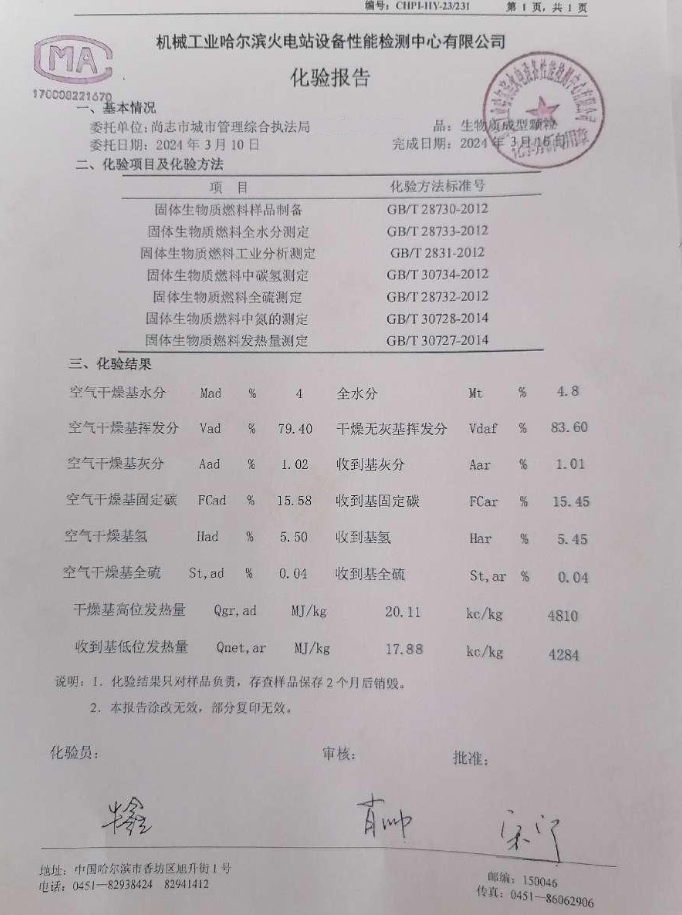 编号: CHPI-HY-23/231 第 1 页, 共 1 页
MA
170008221670
机械工业哈尔滨火电站设备性能检测中心有限公司
化验报告
一、基本情况
委托单位: 尚志市城市管理综合执法局 品: 生物质成型颗粒
委托日期: 2024 年 3 月 10 日 完成日期: 2024 年 3月
二、化验项目及化验方法
项 目 化验方法标准号
固体生物质燃料样品制备 GB/T 28730-2012
固体生物质燃料全水分测定 GB/T 28733-2012
固体生物质燃料工业分析测定 GB/T 2831-2012
固体生物质燃料中碳氢测定 GB/T 30734-2012
固体生物质燃料全硫测定 GB/T 28732-2012
固体生物质燃料中氮的测定 GB/T 30728-2014
固体生物质燃料发热量测定 GB/T 30727-2014
三、化验结果
空气干燥基水分 Mad % 4 全水分 Mt % 4.8
空气干燥基挥发分 Vad % 79.40 干燥无灰基挥发分 Vdaf % 83.60
空气干燥基灰分 Aad % 1.02 收到基灰分 Aar % 1.01
空气干燥基固定碳 FCad % 15.58 收到基固定碳 FCar % 15.45
空气干燥基氢 Had % 5.50 收到基氢 Har % 5.45
空气干燥基全硫 St,ad % 0.04 收到基全硫 St,ar % 0.04
干燥基高位发热量 Qgr,ad MJ/kg 20.11 kc/kg 4810
收到基低位发热量 Qnet,ar MJ/kg 17.88 kc/kg 4284
说明: 1. 化验结果只对样品负责, 存查样品保存 2 个月后销毁。
2. 本报告涂改无效, 部分复印无效。
化验员: 审核: 批准:
肖帅
地址: 中国哈尔滨市香坊区旭升街 1 号 邮编: 150046
电话: 0451—82938424 82941412 传真: 0451—86062906